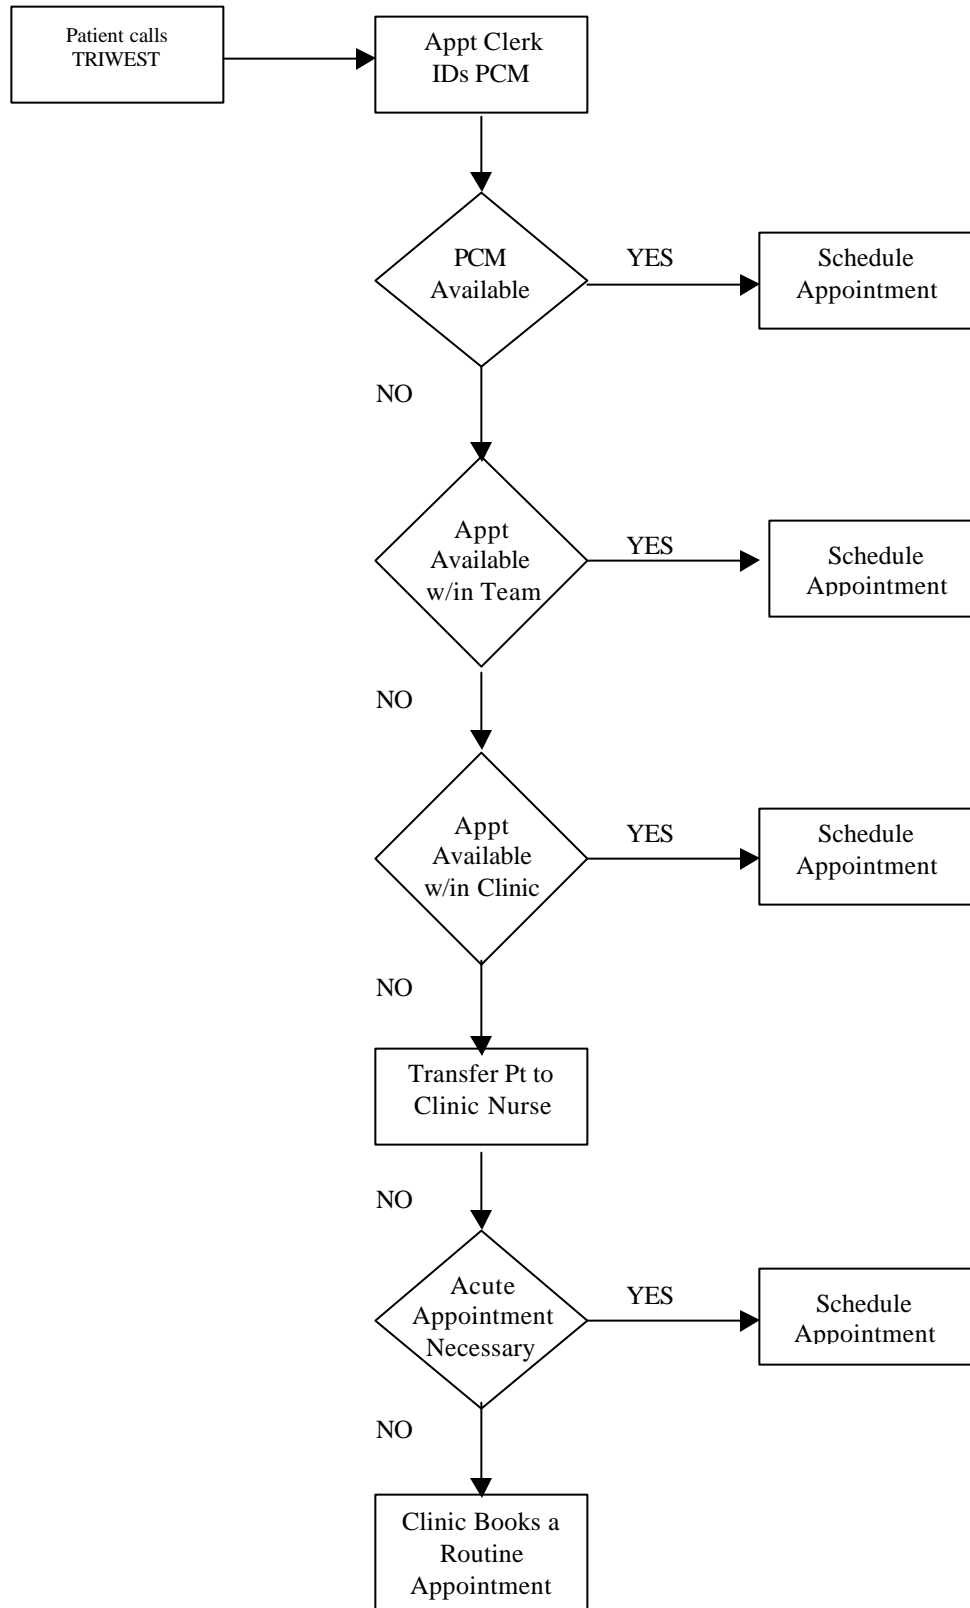 Patient calls
TRIWEST
Appt Clerk
IDs PCM
PCM
Available
YES
Schedule
Appointment
NO
Appt
Available
w/in Team
YES
Schedule
Appointment
NO
Appt
Available
w/in Clinic
YES
Schedule
Appointment
NO
Transfer Pt to
Clinic Nurse
NO
Acute
Appointment
Necessary
YES
Schedule
Appointment
NO
Clinic Books a
Routine
Appointment